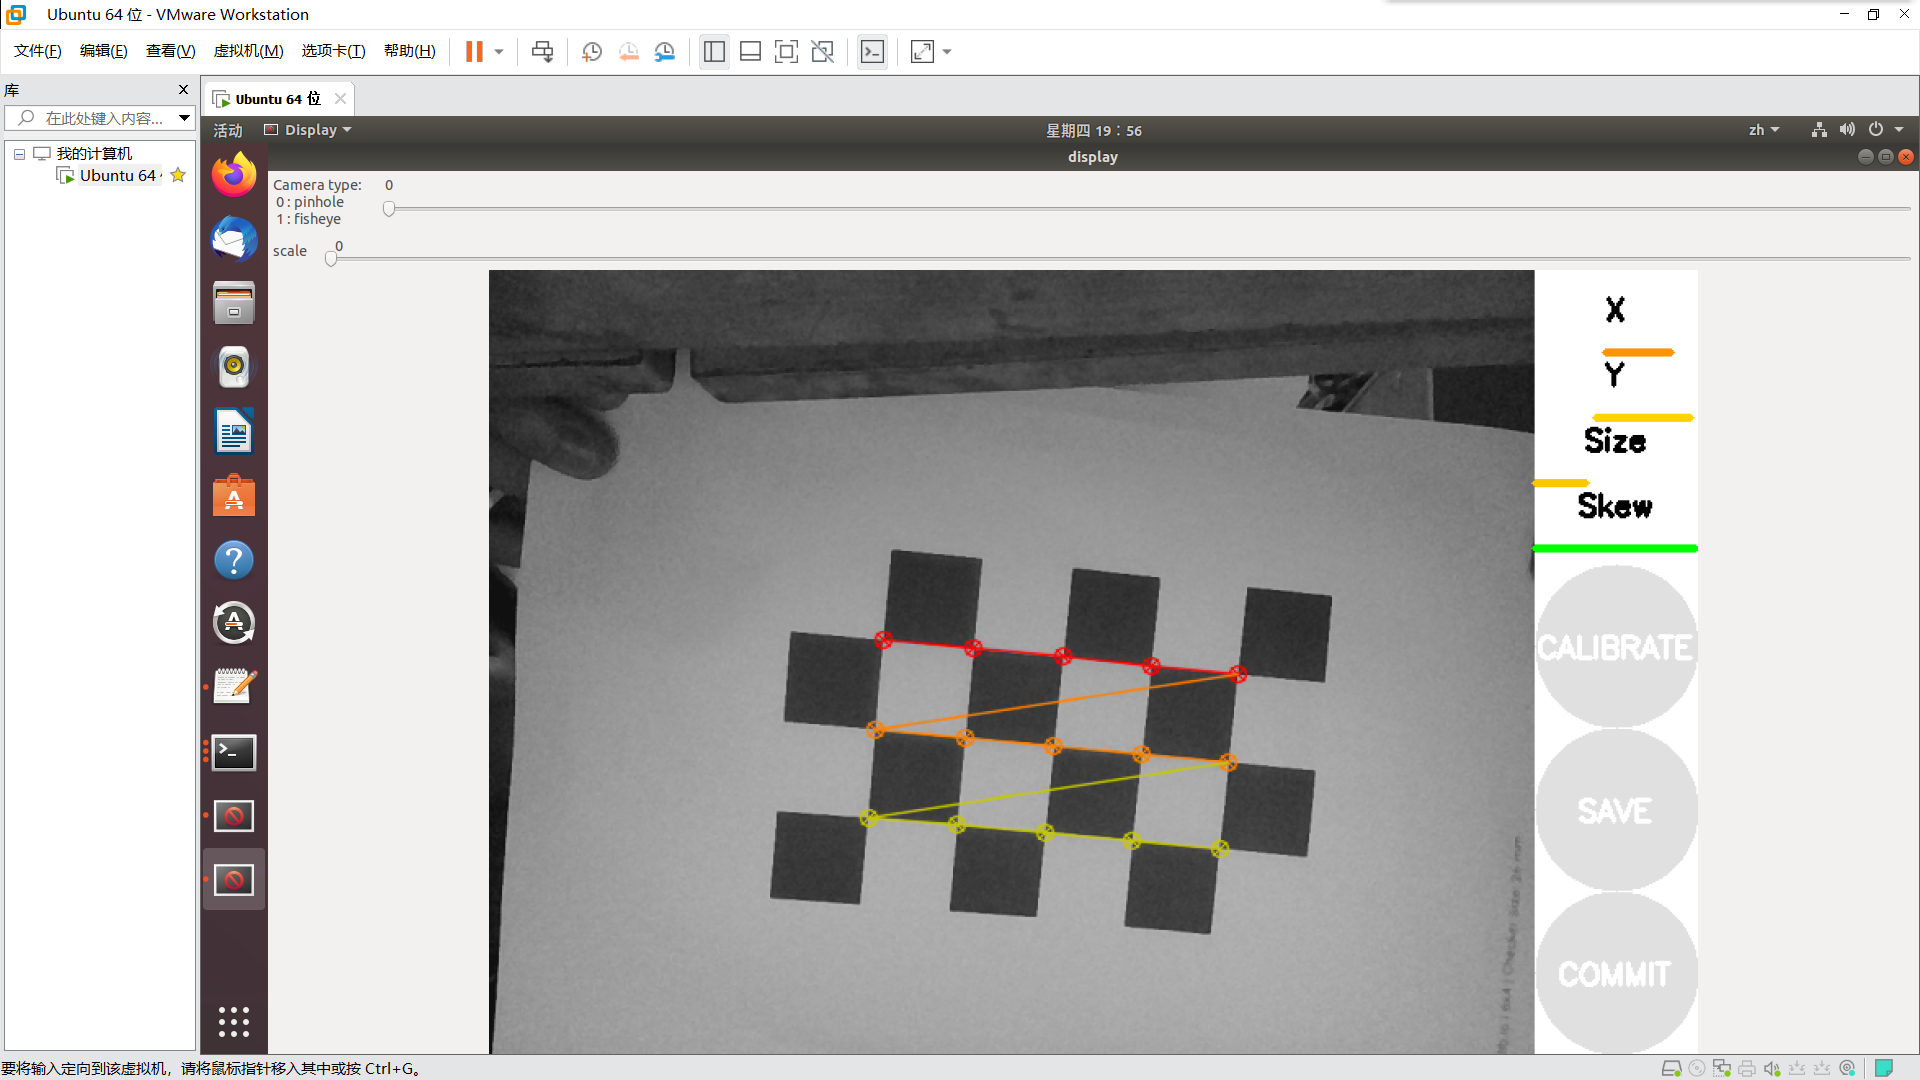 Ubuntu 64 位 - VMware Workstation
文件(F) 编辑(E) 查看(V) 虚拟机(M) 选项卡(T) 帮助(H)
库
在此处键入内容...
我的计算机
Ubuntu 64
Ubuntu 64 位
活动 Display 星期四 19：56 zh
display
Camera type: 0
0 : pinhole
1 : fisheye
scale 0
X
Y
Size
Skew
CALIBRATE
SAVE
COMMIT
要将输入定向到该虚拟机，请将鼠标指针移入其中或按 Ctrl+G。